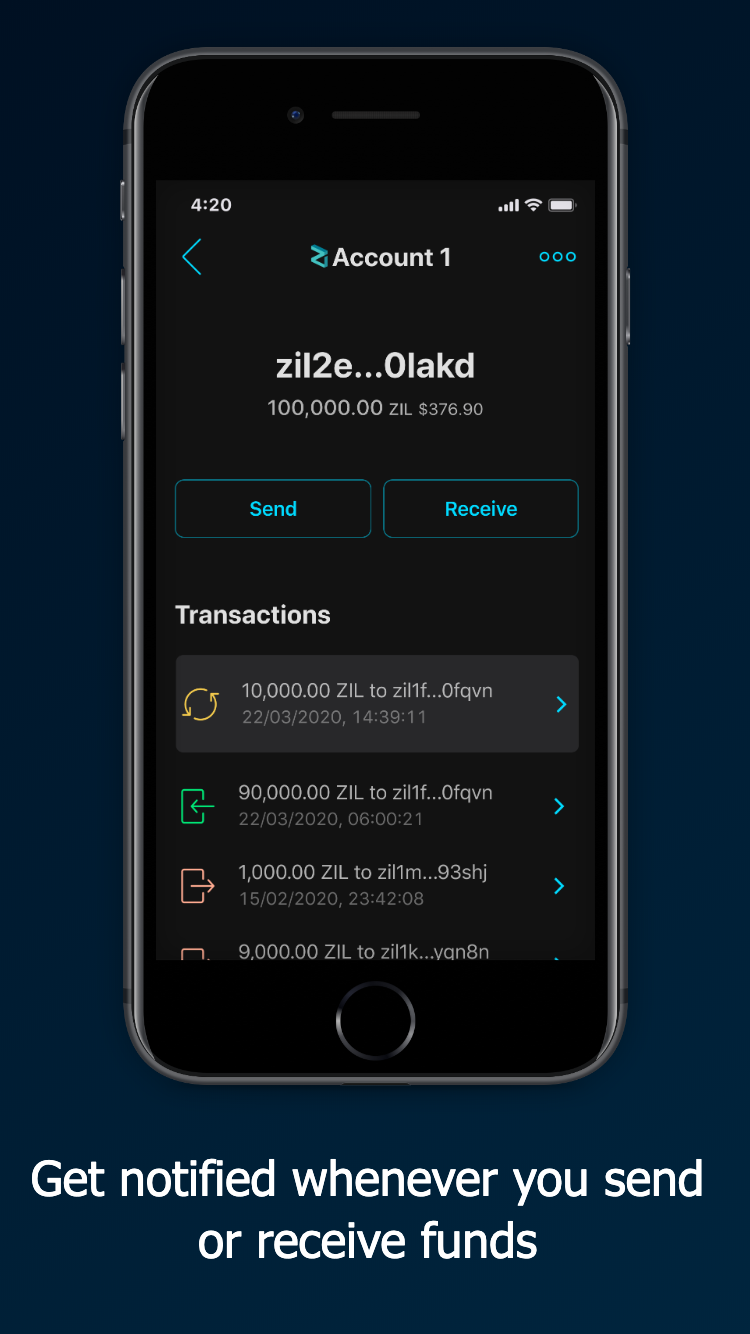 4:20
Account 1
zil2e...0lakd
100,000.00 ZIL $376.90
Send Receive
Transactions
10,000.00 ZIL to zil1f...0fqvn
22/03/2020, 14:39:11
90,000.00 ZIL to zil1f...0fqvn
22/03/2020, 06:00:21
1,000.00 ZIL to zil1m...93shj
15/02/2020, 23:42:08
9,000.00 ZIL to zil1k...yqn8n
Get notified whenever you send
or receive funds